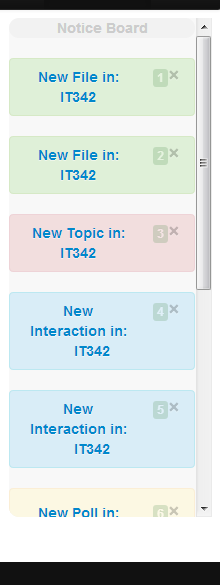 Notice Board
New File in: 1 ×
IT342
New File in: 2 ×
IT342
New Topic in: 3 ×
IT342
New 4 ×
Interaction in:
IT342
New 5 ×
Interaction in:
IT342
New Poll in: 6 ×